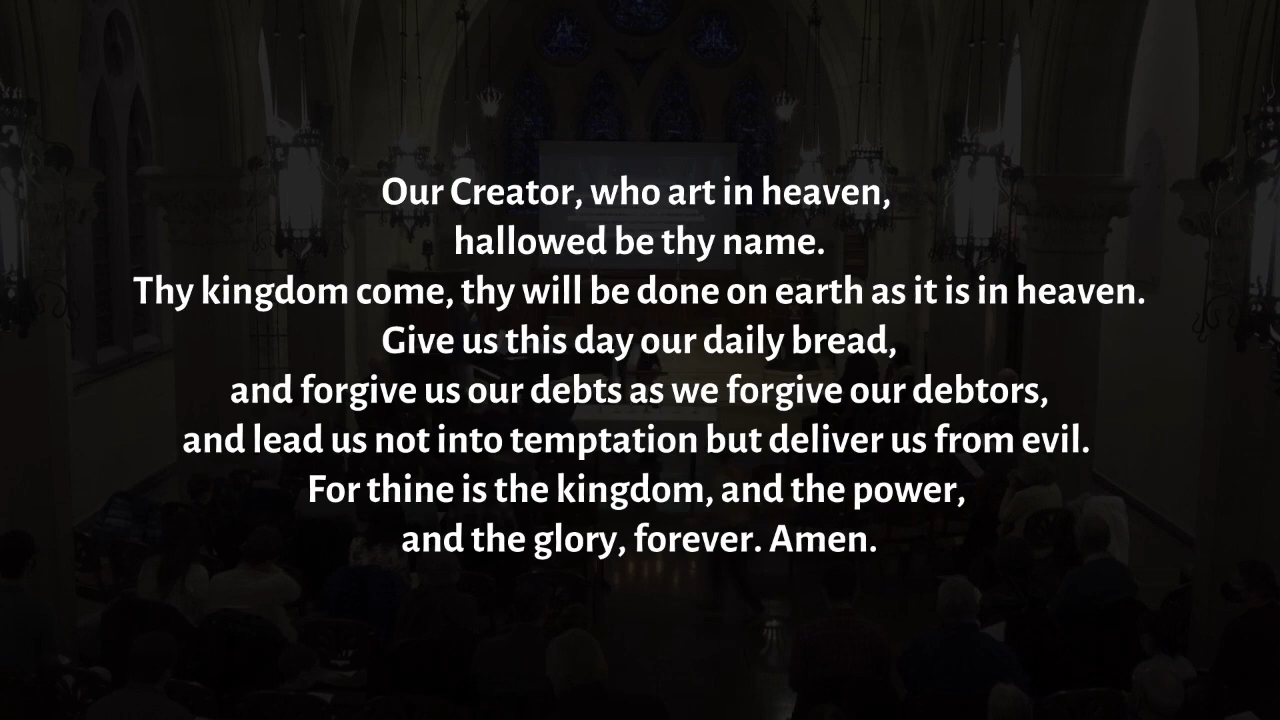 Our Creator, who art in heaven,
hallowed be thy name.
Thy kingdom come, thy will be done on earth as it is in heaven.
Give us this day our daily bread,
and forgive us our debts as we forgive our debtors,
and lead us not into temptation but deliver us from evil.
For thine is the kingdom, and the power,
and the glory, forever. Amen.